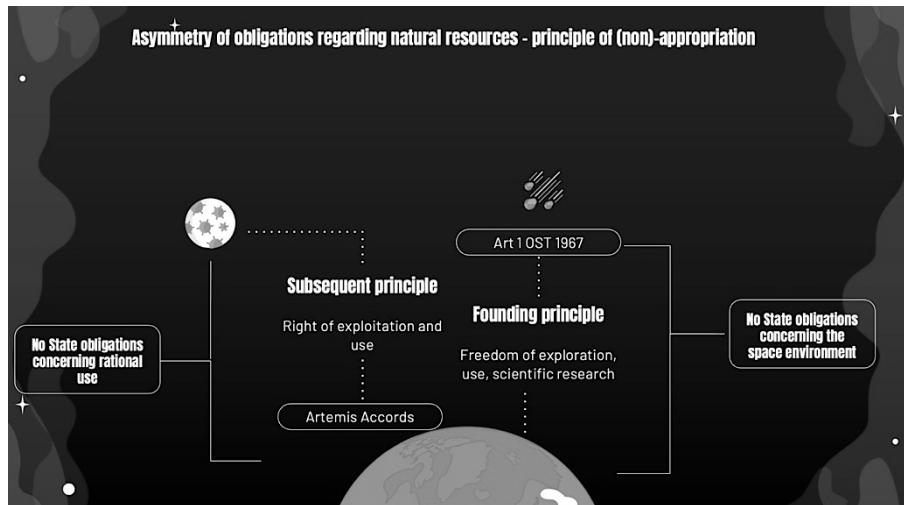 Asymmetry of obligations regarding natural resources - principle of (non)-appropriation
Art 1 OST 1967
Subsequent principle
Right of exploitation and
use
Artemis Accords
Founding principle
Freedom of exploration,
use, scientific research
No State obligations
concerning rational
use
No State obligations
concerning the
space environment